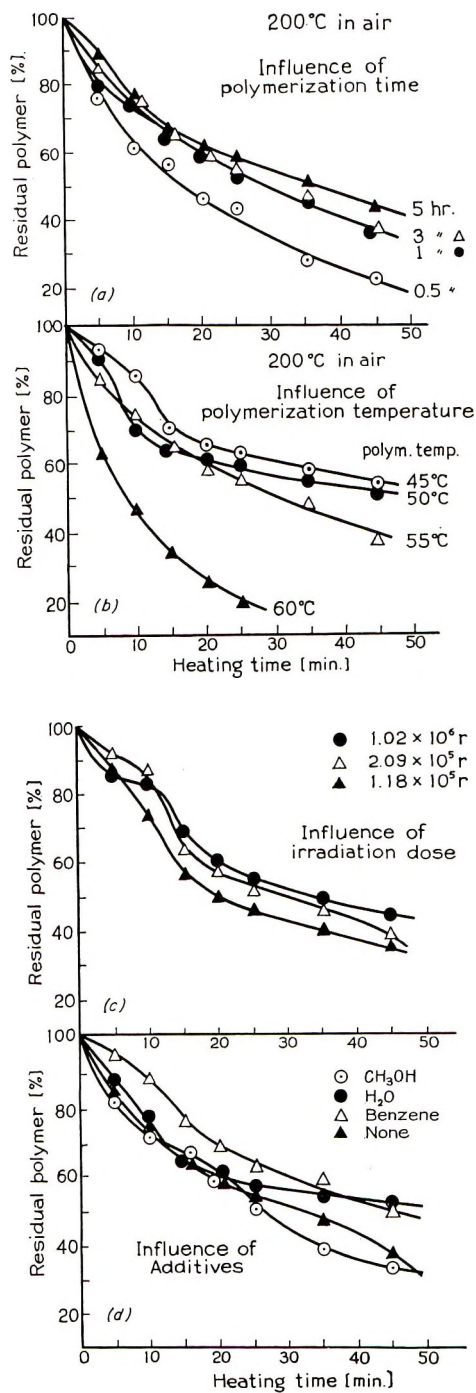 200°C in air
Influence of
polymerization time
Residual polymer [%].
100
80
60
40
20
5 hr.
3 〃 △
1 〃 ●
0.5 〃
(a)
0 10 20 30 40 50
200°C in air
Influence of
polymerization temperature
polym. temp.
Residual polymer [%]
100
80
60
40
20
45°C
50°C
55°C
60°C
(b)
0 10 20 30 40 50
Heating time [min.]
● 1.02 × 10⁶ r
△ 2.09 × 10⁵ r
▲ 1.18 × 10⁵ r
Influence of
irradiation dose
Residual polymer [%]
100
80
60
40
20
(c)
100
⊙ CH₃OH
● H₂O
△ Benzene
▲ None
Residual polymer [%]
80
60
40
20
Influence of
Additives
(d)
0 10 20 30 40 50
Heating time [min.]